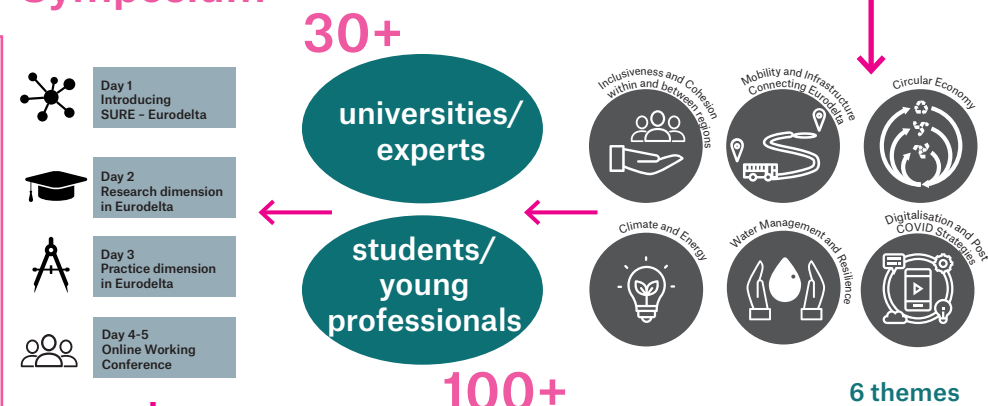 Symposium
30+
Day 1
Introducing
SURE – Eurodelta
Day 2
Research dimension
in Eurodelta
Day 3
Practice dimension
in Eurodelta
Day 4-5
Online Working
Conference
universities/
experts
students/
young
professionals
100+
Inclusiveness and Cohesion
within and between regions
Mobility and Infrastructure
Connecting Eurodelta
Circular Economy
Climate and Energy
Water Management and Resilience
Digitalisation and Post
COVID Strategies
6 themes